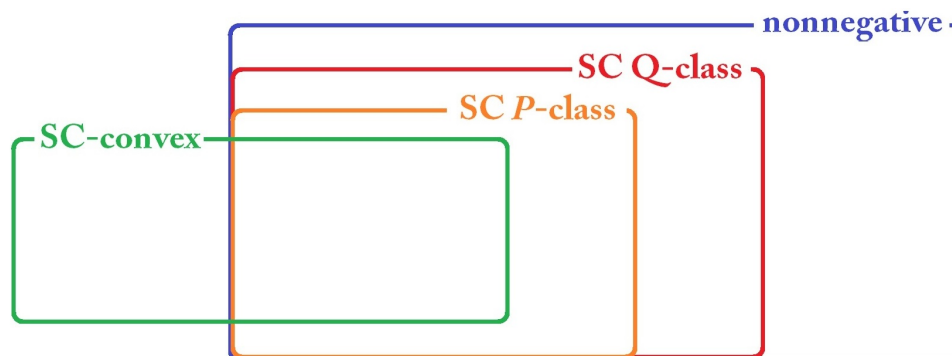 nonnegative
SC Q-class
SC P-class
SC-convex